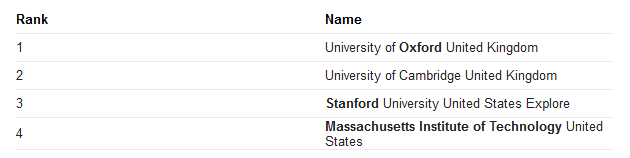 Rank Name
1 University of Oxford United Kingdom
2 University of Cambridge United Kingdom
3 Stanford University United States Explore
4 Massachusetts Institute of Technology United
States